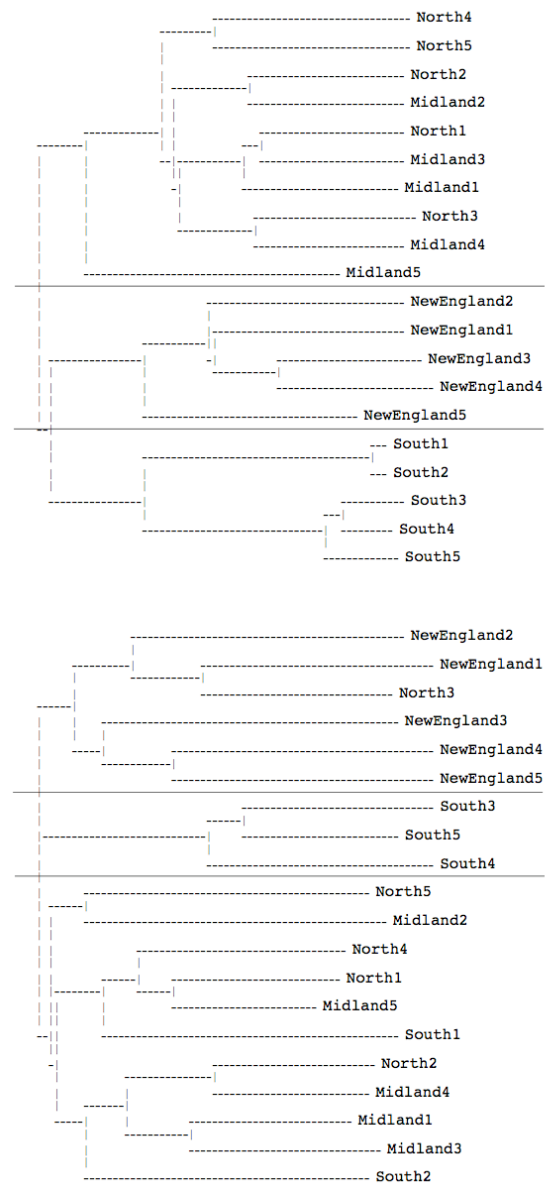 North4
North5
North2
Midland2
North1
Midland3
Midland1
North3
Midland4
Midland5
NewEngland2
NewEngland1
NewEngland3
NewEngland4
NewEngland5
South1
South2
South3
South4
South5
NewEngland2
NewEngland1
North3
NewEngland3
NewEngland4
NewEngland5
South3
South5
South4
North5
Midland2
North4
North1
Midland5
South1
North2
Midland4
Midland1
Midland3
South2